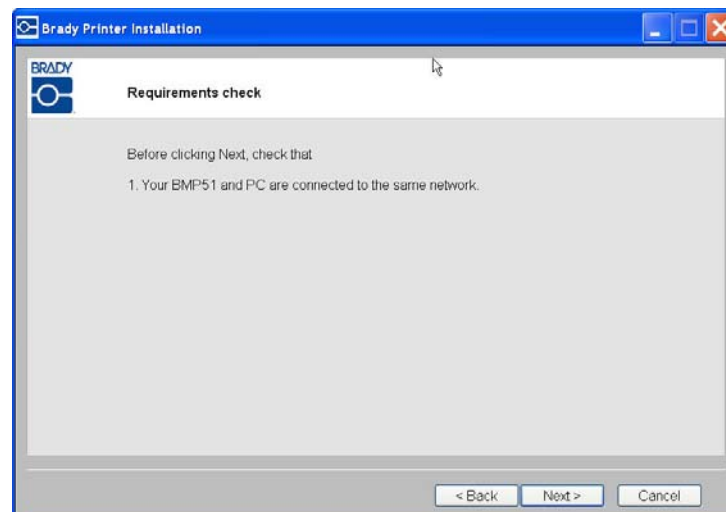 Brady Printer Installation
BRADY
Requirements check
Before clicking Next, check that
1. Your BMP51 and PC are connected to the same network.
< Back
Next >
Cancel